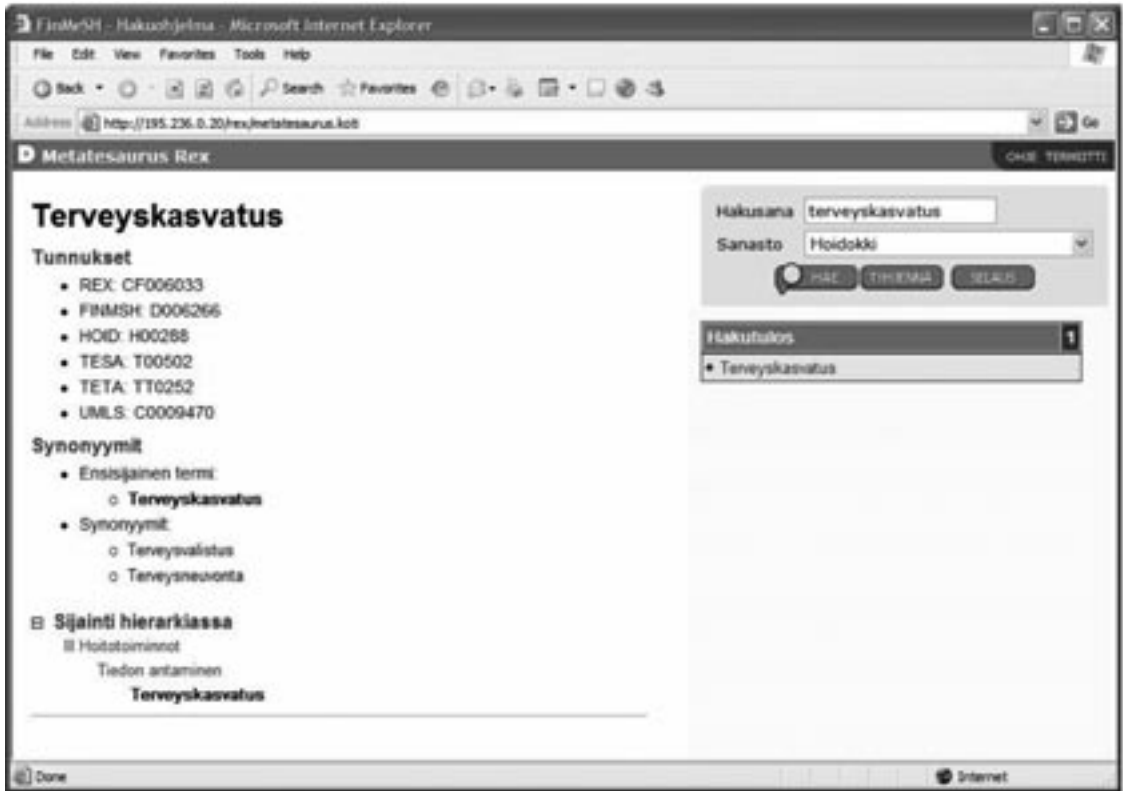 FinMeSH - Hakuohjelma - Microsoft Internet Explorer
File Edit View Favorites Tools Help
Back Search Favorites
Address http://195.236.0.20/rex/metatesaurus.koti Go
Metatesaurus Rex OHJE TERMIOTTI
Terveyskasvatus
Hakusana terveyskasvatus
Sanasto Hoidokki
HAE TYHJENNÄ SELAUS
Hakutulos 1
• Terveyskasvatus
Tunnukset
• REX: CF006033
• FINMSH: D006266
• HOID: H00288
• TESA: T00502
• TETA: TT0252
• UMLS: C0009470
Synonyymit
• Ensisijainen termi:
o Terveyskasvatus
• Synonyymit:
o Terveysvalistus
o Terveysneuvonta
Sijainti hierarkiassa
Hoitotoiminnot
Tiedon antaminen
Terveyskasvatus
Done Internet